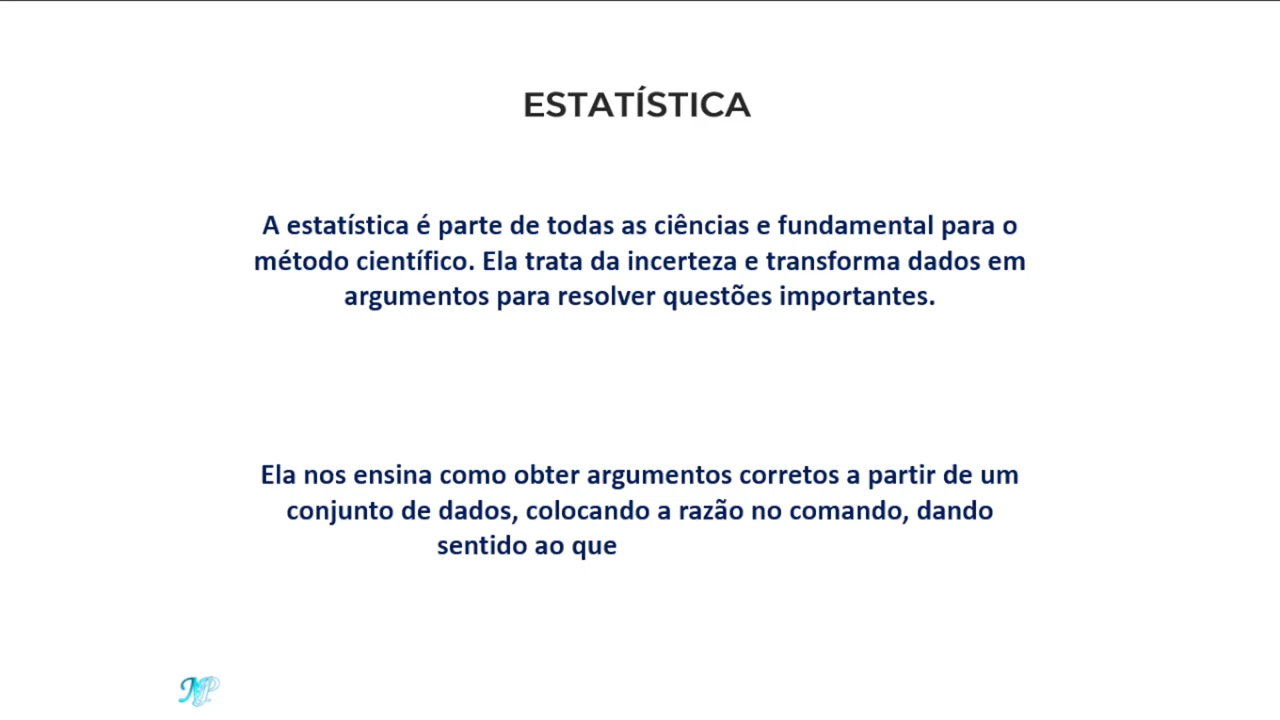 ESTATÍSTICA
A estatística é parte de todas as ciências e fundamental para o
método científico. Ela trata da incerteza e transforma dados em
argumentos para resolver questões importantes.
Ela nos ensina como obter argumentos corretos a partir de um
conjunto de dados, colocando a razão no comando, dando
sentido ao que